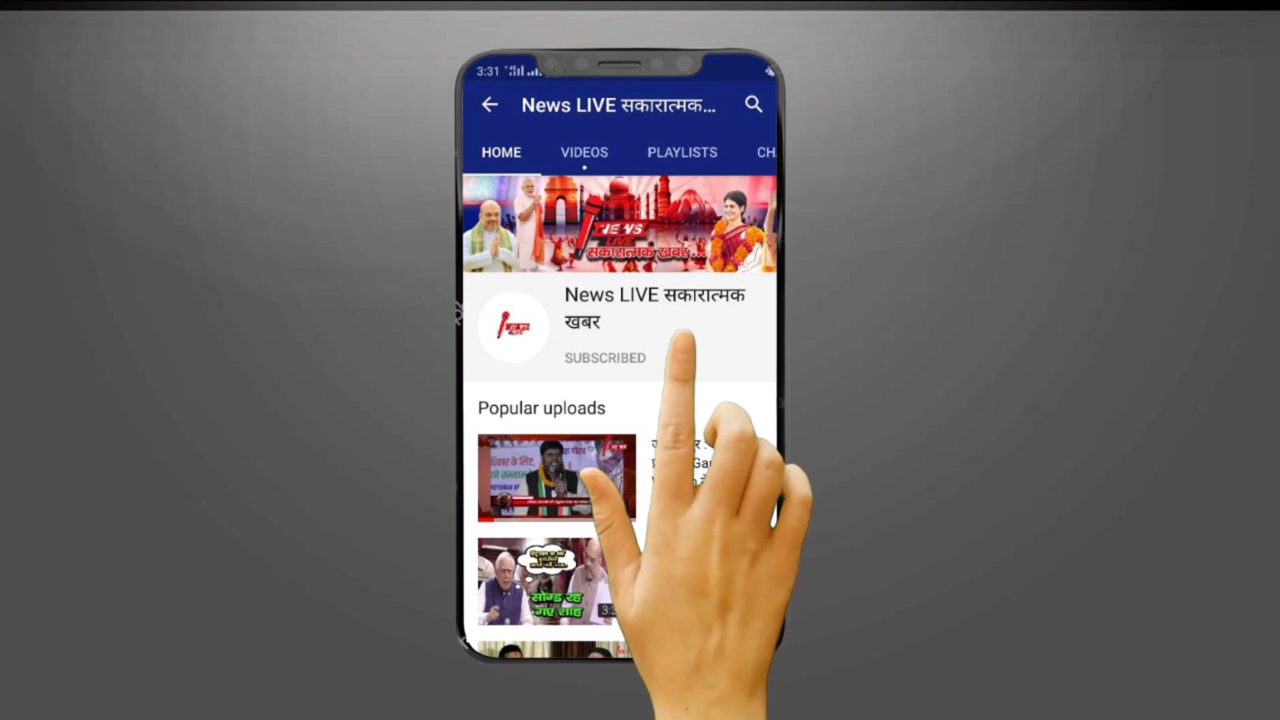 3:31
News LIVE सकारात्मक...
HOME VIDEOS PLAYLISTS CH
NEWS
LIVE
सकारात्मक खबर ...
News LIVE सकारात्मक
खबर
SUBSCRIBED
Popular uploads
के लिए,
सोग्ड रह
गए शाह